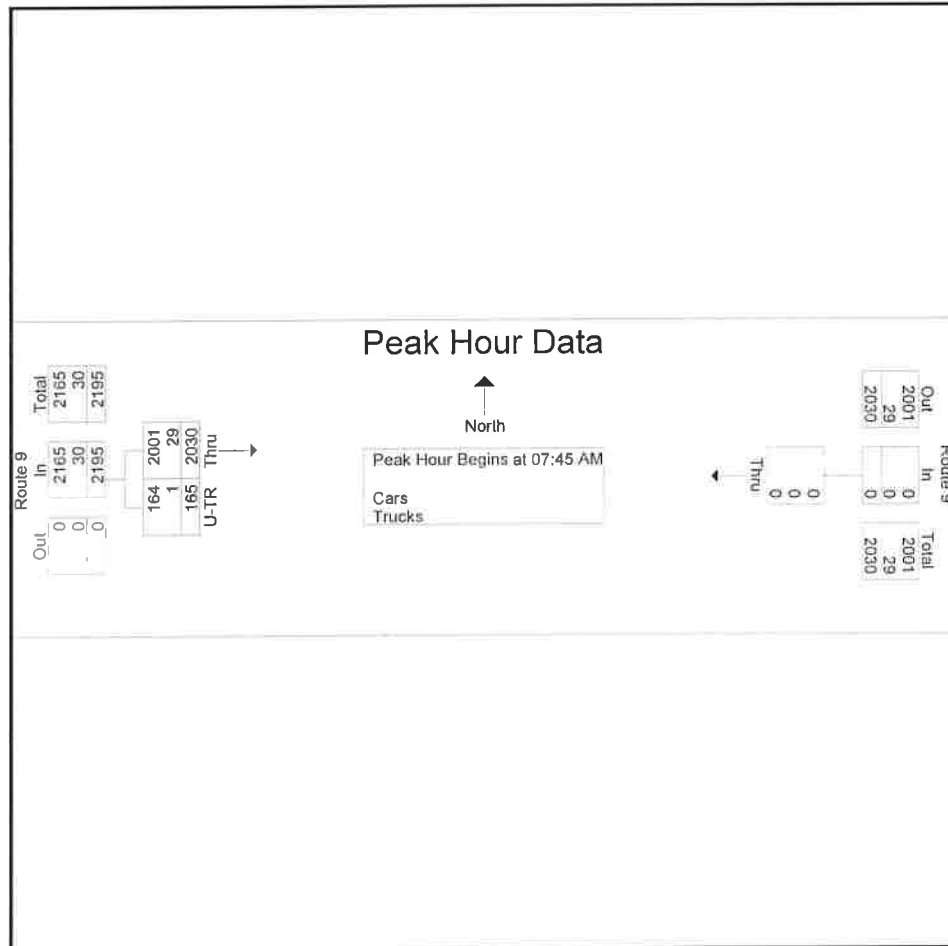 Peak Hour Data
North
Peak Hour Begins at 07:45 AM
Cars
Trucks
Route 9
Out In Total
0 2165 2165
0 30 30
0 2195 2195
164 2001
1 29
165 2030
U-TR Thru
Route 9
Out In Total
2001 0 2001
29 0 29
2030 0 2030
0
0
0
Thru